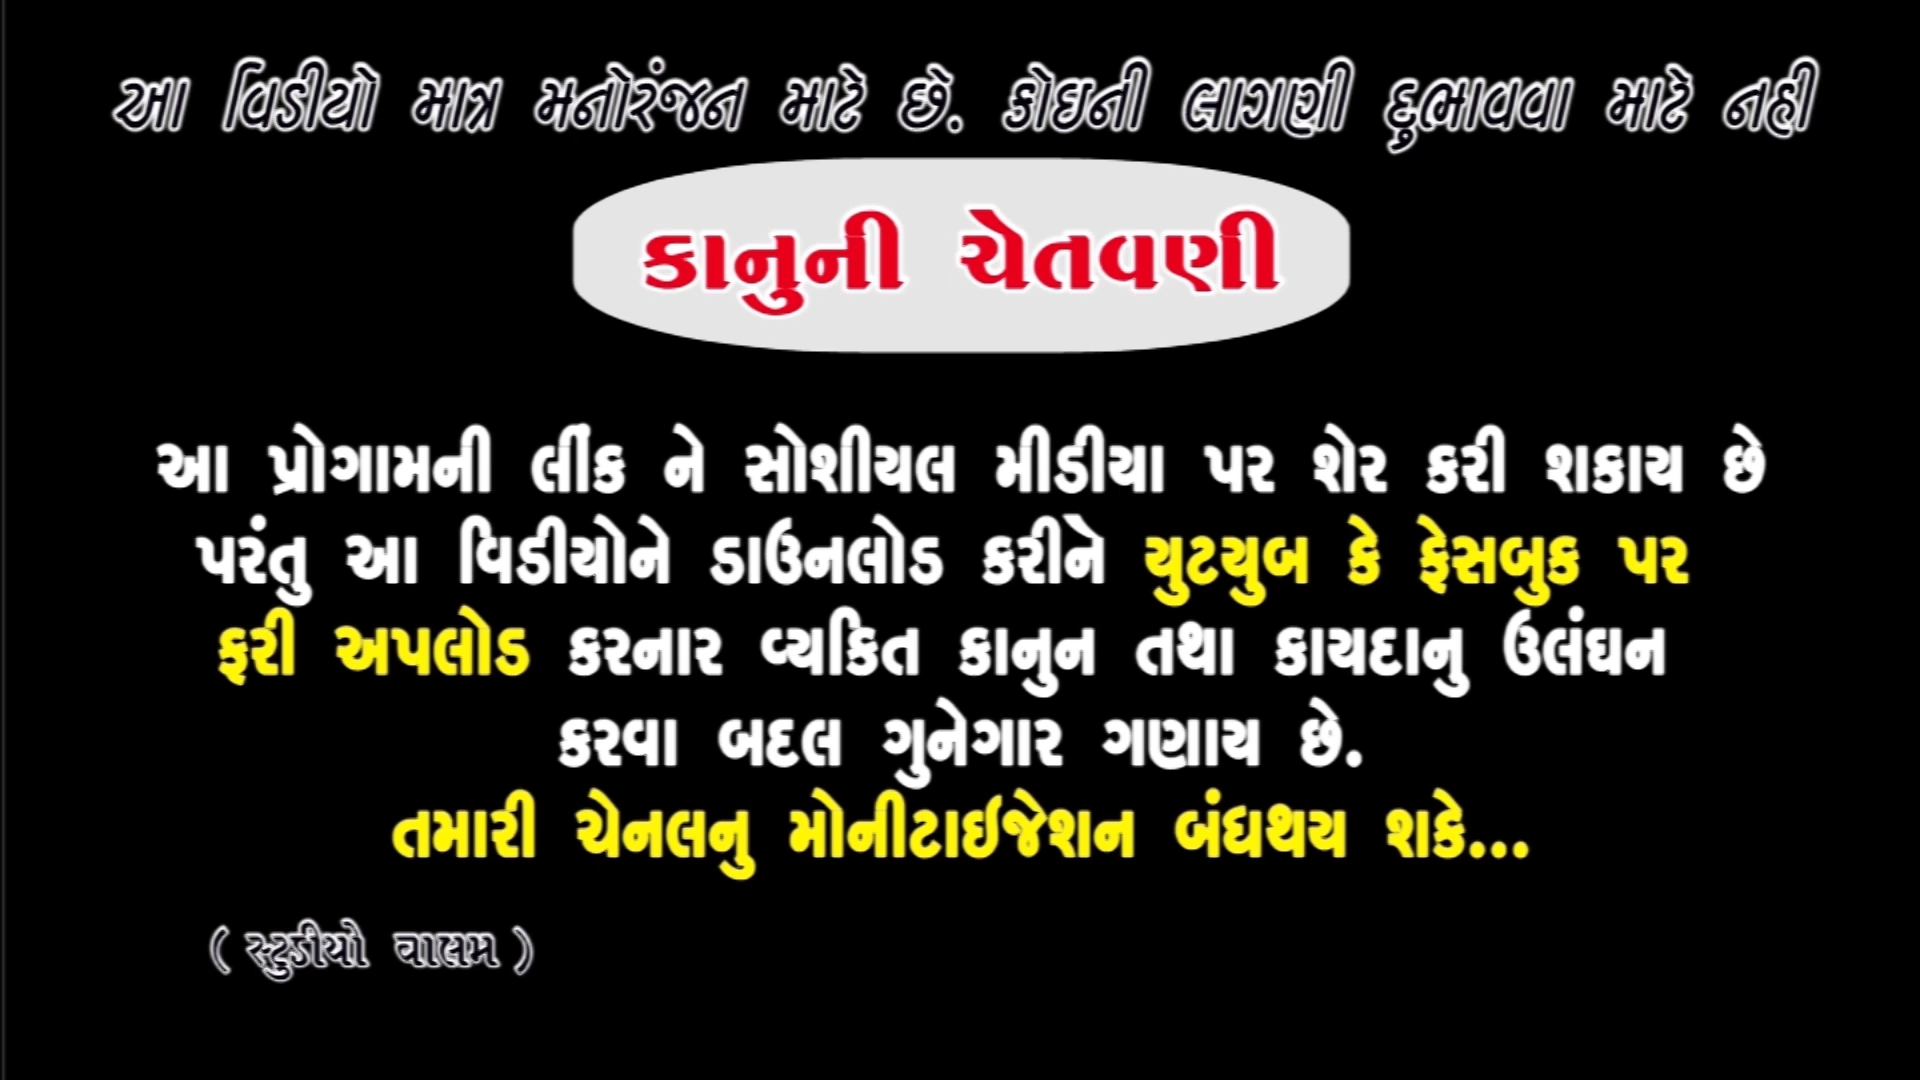 આ વિડીયો માત્ર મનોરંજન માટે છે. કોઇની લાગણી દુભાવવા માટે નહી
કાનુની ચેતવણી
આ પ્રોગામની લીંક ને સોશીયલ મીડીયા પર શેર કરી શકાય છે
પરંતુ આ વિડીયોને ડાઉનલોડ કરીને યુટયુબ કે ફેસબુક પર
ફરી અપલોડ કરનાર વ્યકિત કાનુન તથા કાયદાનુ ઉલંઘન
કરવા બદલ ગુનેગાર ગણાય છે.
તમારી ચેનલનુ મોનીટાઇજેશન બંધથય શકે...
( સ્ટુડીયો વાલમ )